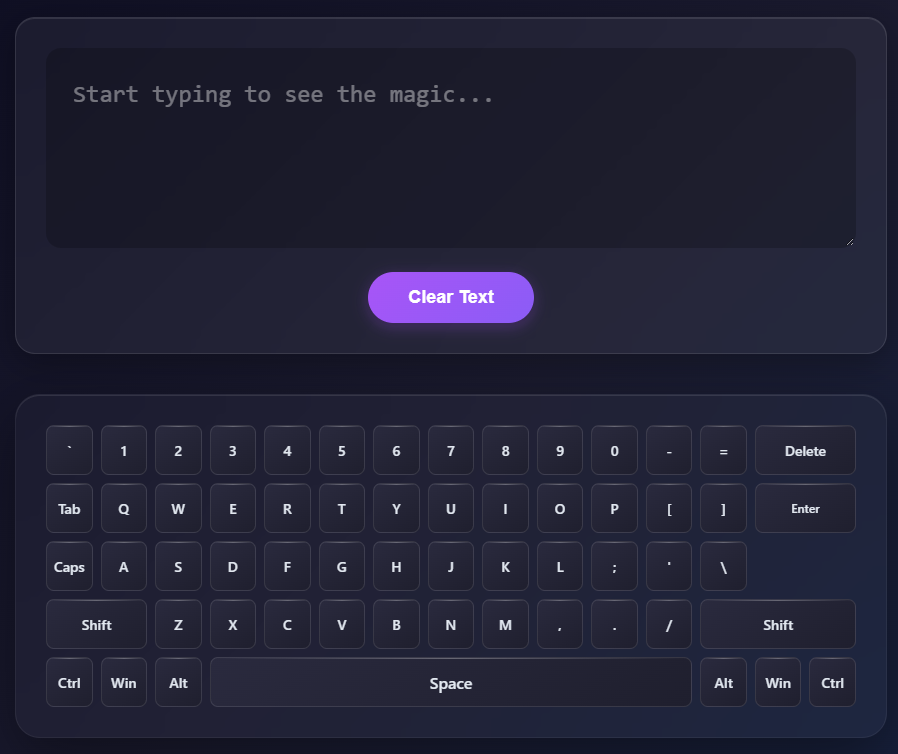 Start typing to see the magic...
Clear Text
` 1 2 3 4 5 6 7 8 9 0 - = Delete
Tab Q W E R T Y U I O P [ ] Enter
Caps A S D F G H J K L ; ' \
Shift Z X C V B N M , . / Shift
Ctrl Win Alt Space Alt Win Ctrl